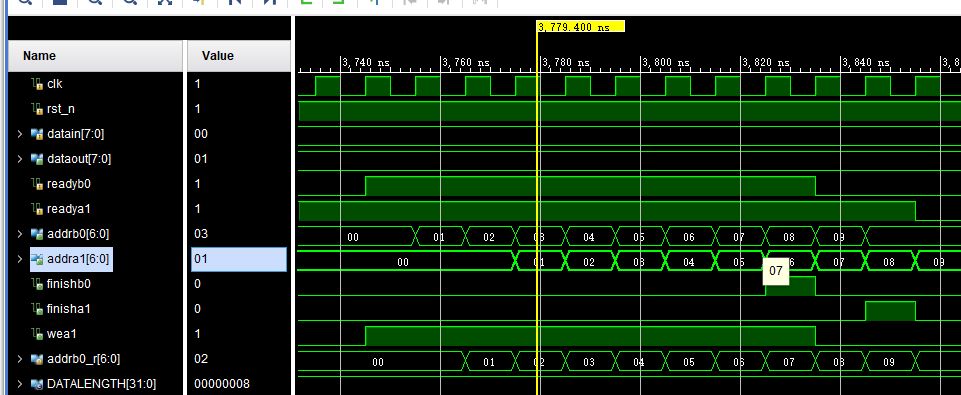 3,779.400 ns
Name Value
3,740 ns 3,760 ns 3,780 ns 3,800 ns 3,820 ns 3,840 ns 3,8
clk 1
rst_n 1
datain[7:0] 00
dataout[7:0] 01
readyb0 1
readya1 1
addrb0[6:0] 03 00 01 02 03 04 05 06 07 08 09
addra1[6:0] 01 00 01 02 03 04 05 06 07 08 09
07
finishb0 0
finisha1 0
wea1 1
addrb0_r[6:0] 02 00 01 02 03 04 05 06 07 08 09
DATALENGTH[31:0] 00000008